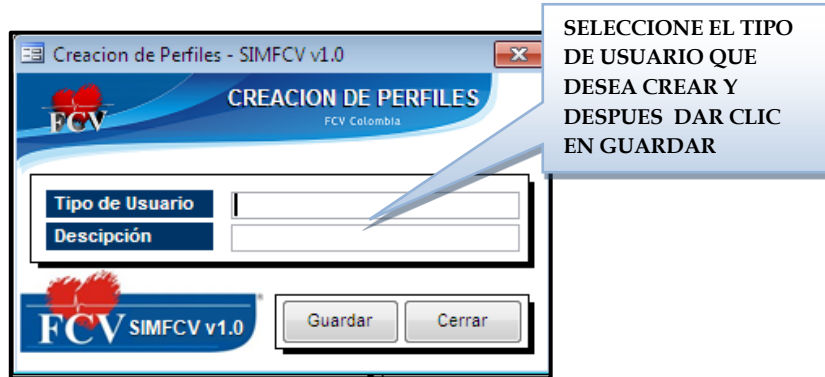 SELECCIONE EL TIPO
DE USUARIO QUE
DESEA CREAR Y
DESPUES DAR CLIC
EN GUARDAR
Creacion de Perfiles - SIMFCV v1.0
CREACION DE PERFILES
FCV Colombia
FCV
Tipo de Usuario
Descipción
FCV SIMFCV v1.0
Guardar
Cerrar